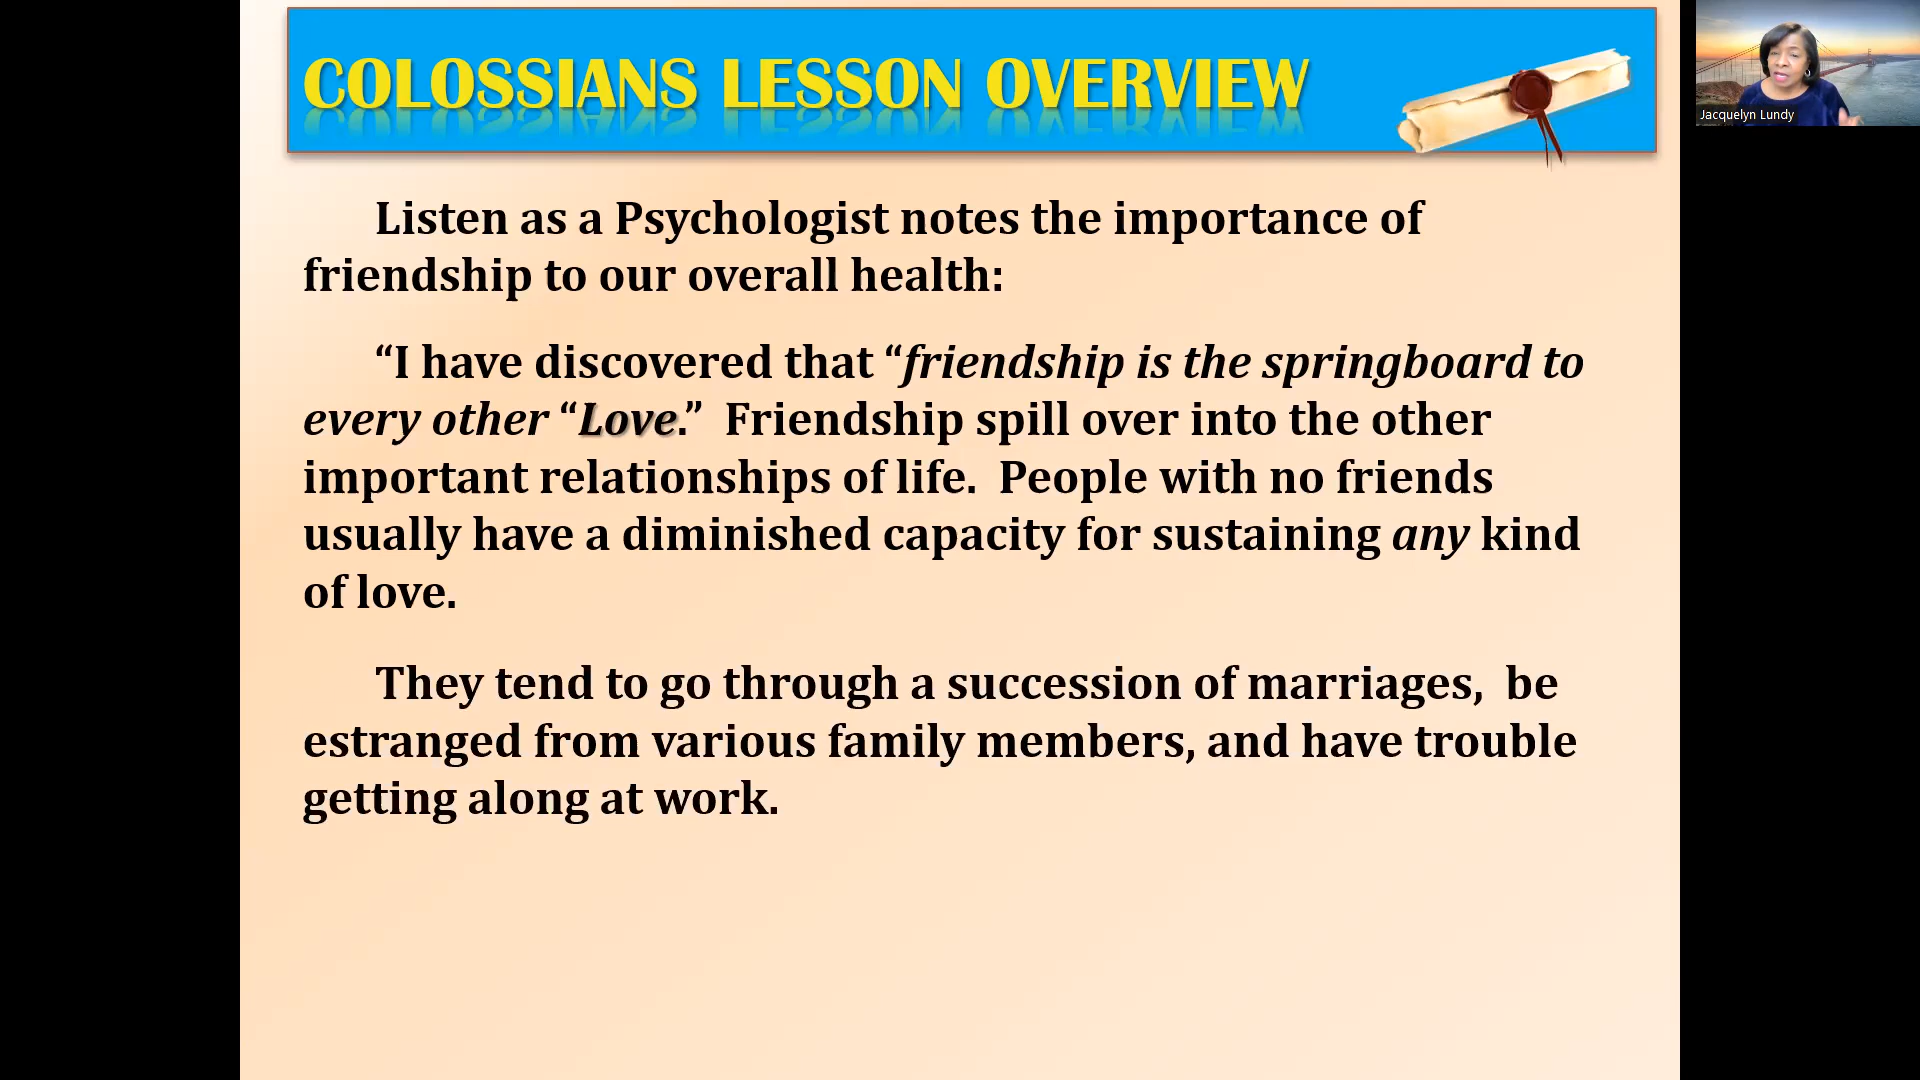 COLOSSIANS LESSON OVERVIEW
Jacquelyn Lundy
Listen as a Psychologist notes the importance of
friendship to our overall health:
“I have discovered that “friendship is the springboard to
every other “Love.”  Friendship spill over into the other
important relationships of life.  People with no friends
usually have a diminished capacity for sustaining any kind
of love.
They tend to go through a succession of marriages,  be
estranged from various family members, and have trouble
getting along at work.